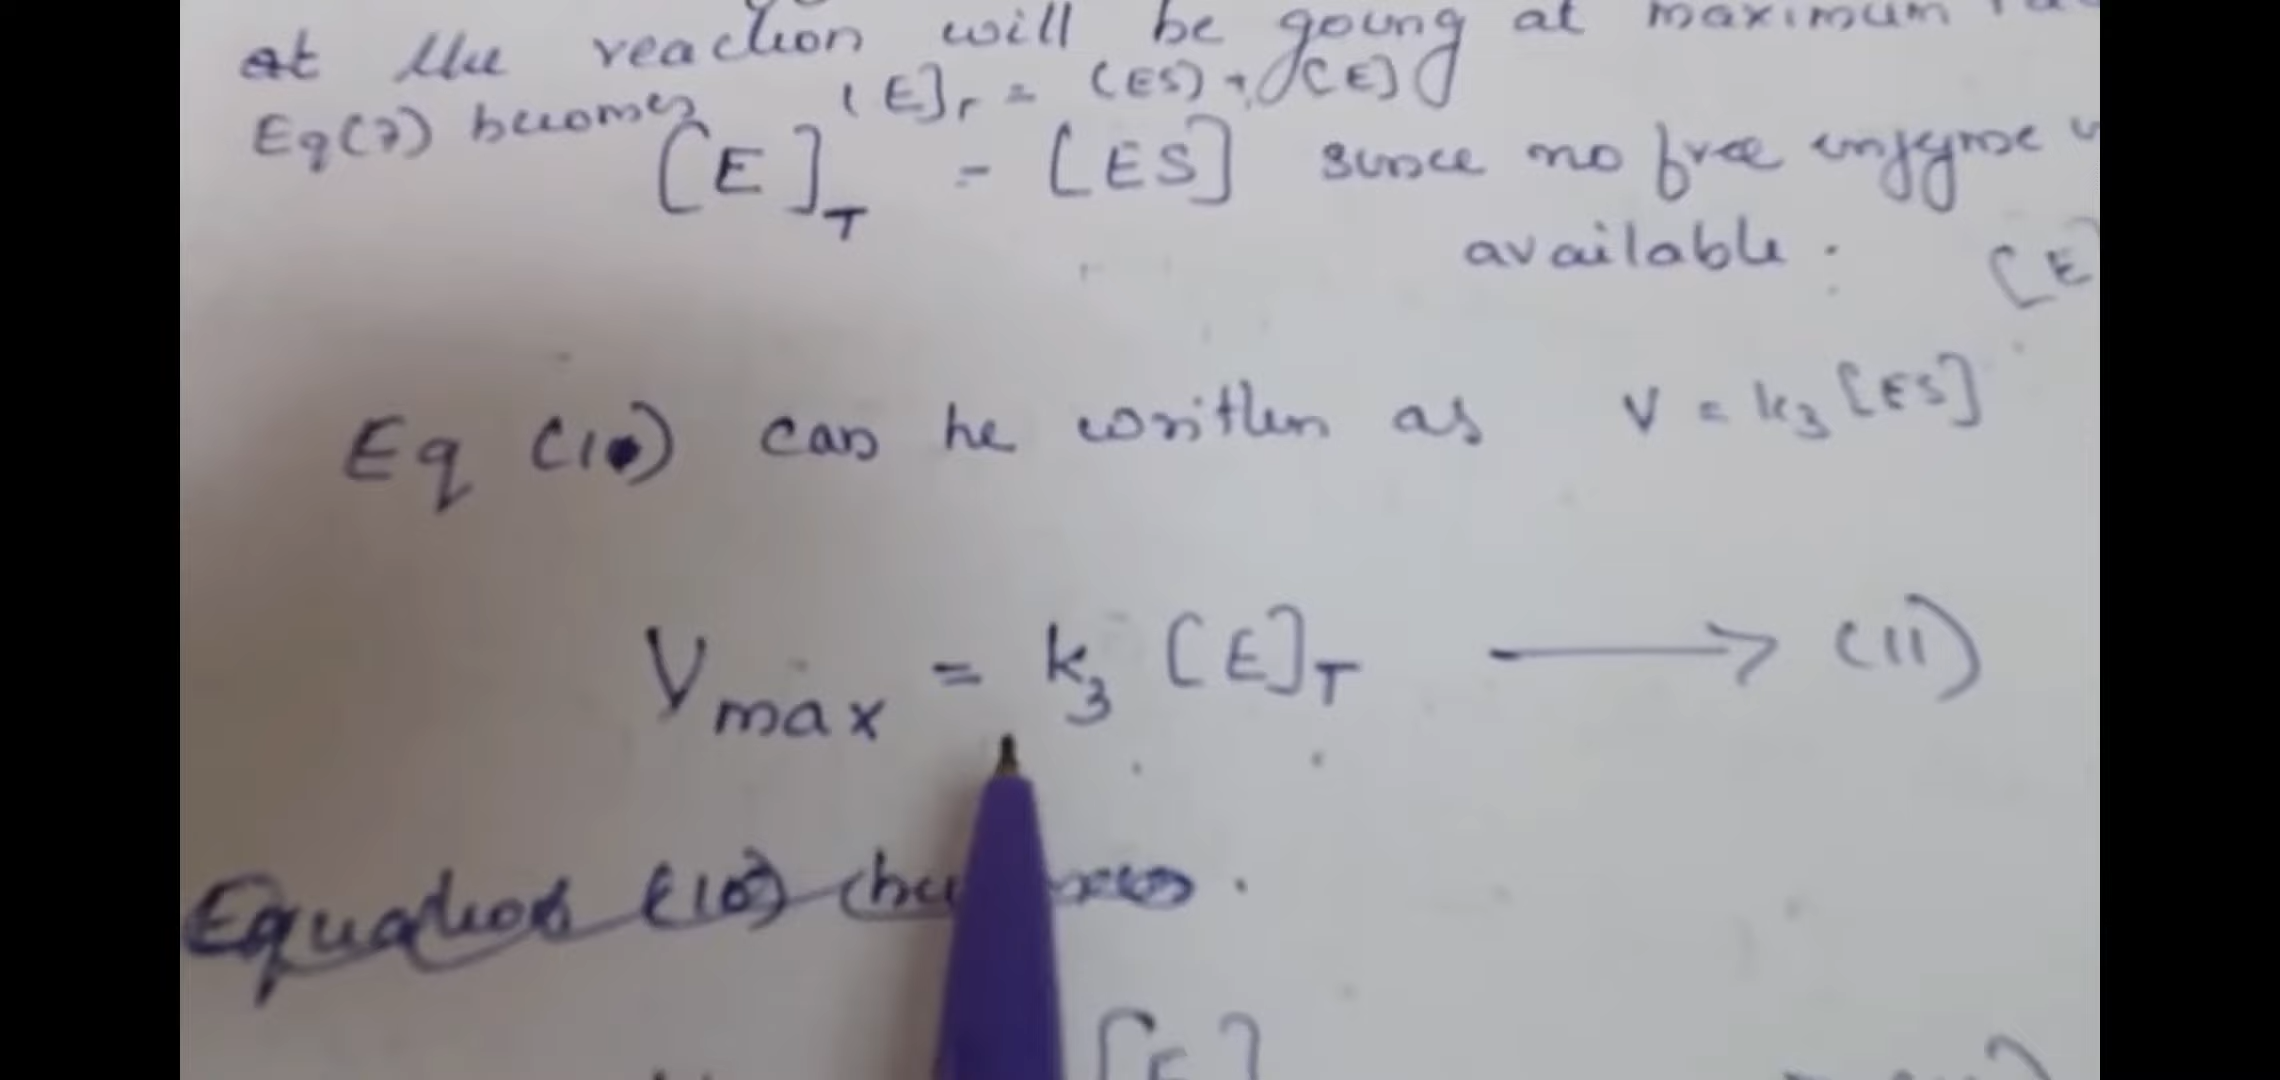 at the reaction will be going at maximum
Eq (7) becomes [E]T = (ES) + [E]
[E]T = [ES] since no free enzyme
available . [E]
Eq (10) can be written as V = k3 [ES]
Vmax = k3 [E]T → (11)
Equation (10)
[E]